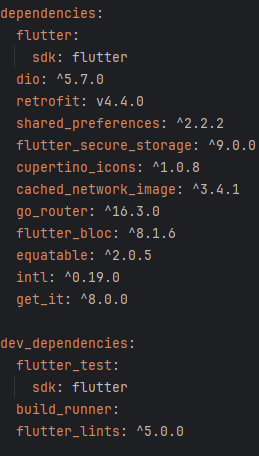 dependencies:
  flutter:
    sdk: flutter
  dio: ^5.7.0
  retrofit: v4.4.0
  shared_preferences: ^2.2.2
  flutter_secure_storage: ^9.0.0
  cupertino_icons: ^1.0.8
  cached_network_image: ^3.4.1
  go_router: ^16.3.0
  flutter_bloc: ^8.1.6
  equatable: ^2.0.5
  intl: ^0.19.0
  get_it: ^8.0.0

dev_dependencies:
  flutter_test:
    sdk: flutter
  build_runner:
  flutter_lints: ^5.0.0